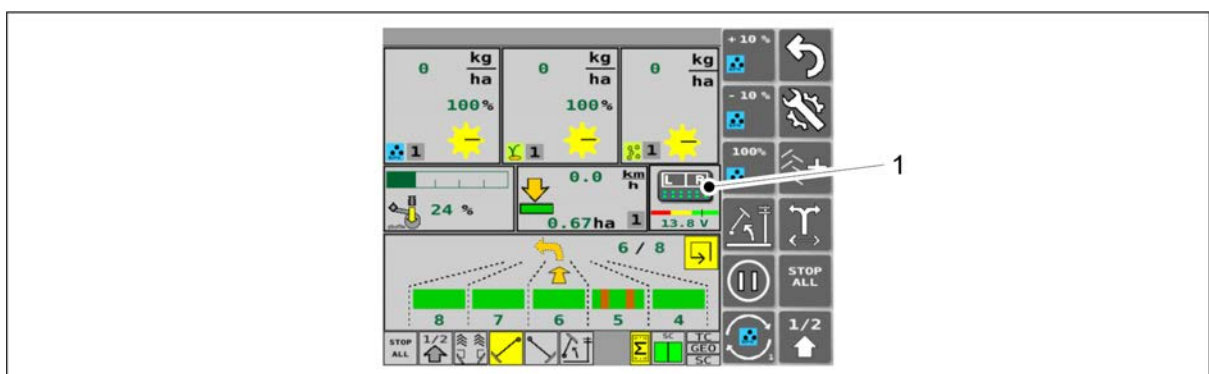 0 kg
ha
100%
1
0 kg
ha
100%
1
0 kg
ha
1
24 %
0.0 km
h
0.67ha 1
L R
13.8 V
6 / 8
8 7 6 5 4
STOP
ALL
1/2
Σ
SC
TC
GEO
SC
+ 10 %
- 10 %
100%
STOP
ALL
1
1/2
1